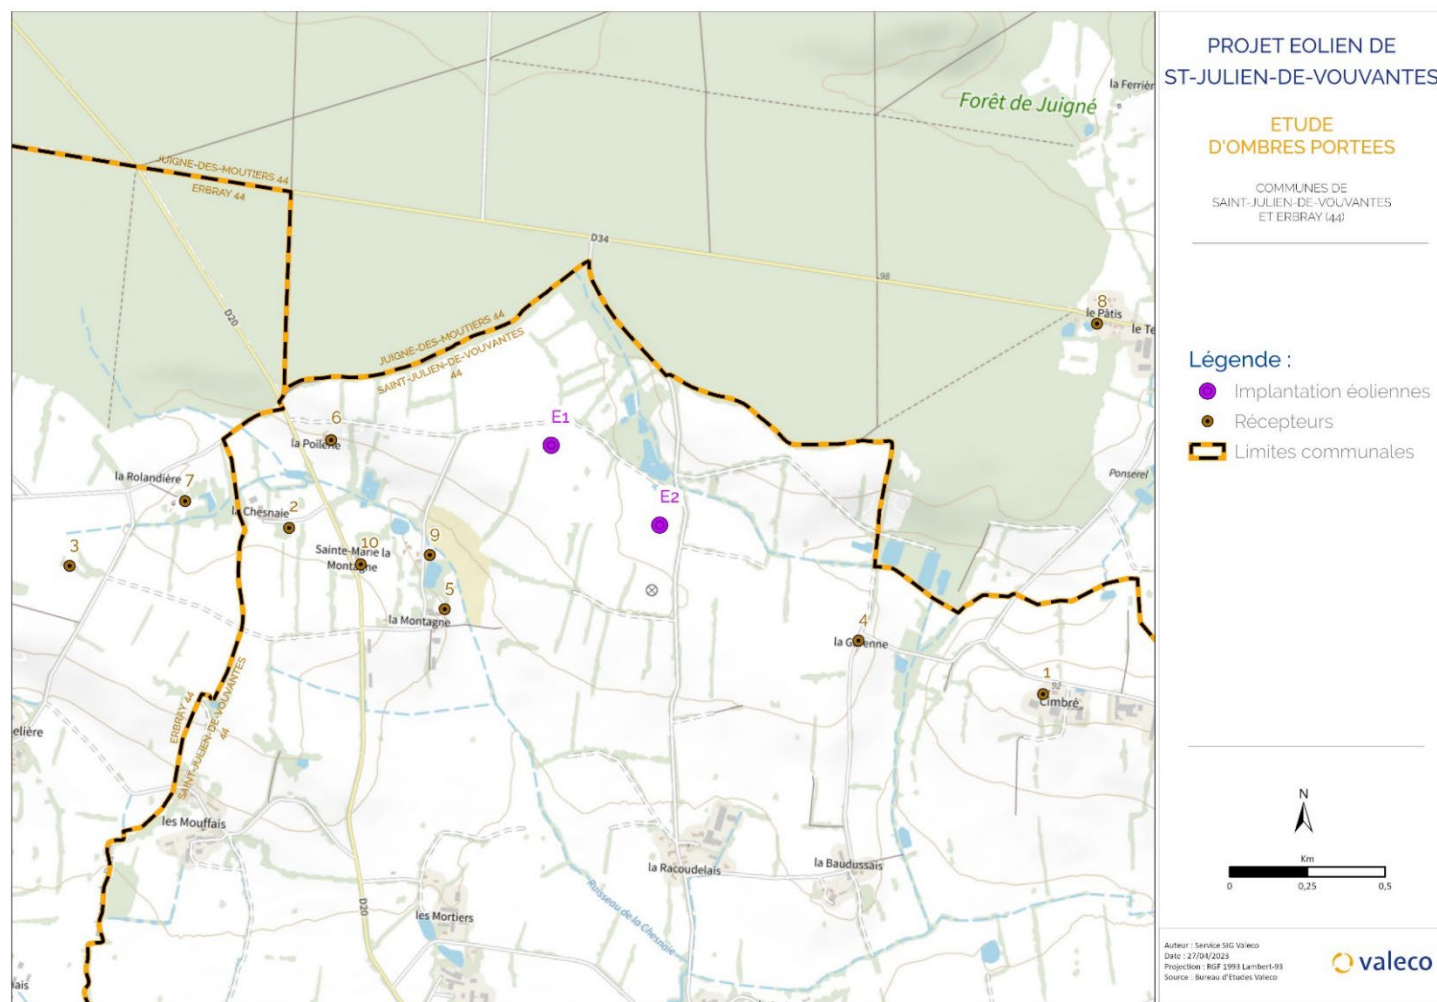 PROJET EOLIEN DE
ST-JULIEN-DE-VOUVANTES
ETUDE
D'OMBRES PORTEES
COMMUNES DE
SAINT-JULIEN-DE-VOUVANTES
ET ERBRAY (44)
Légende :
Implantation éoliennes
Récepteurs
Limites communales
N
Km
0
0,25
0,5
Auteur : Service SIG Valeco
Date : 27/04/2023
Projection : RGF 1993 Lambert-93
Source : Bureau d'Etudes Valeco
valeco
la Ferrièr
Forêt de Juigné
JUIGNE-DES-MOUTIERS 44
ERBRAY 44
D34
98
D20
8
le Pâtis
le Te
JUIGNE-DES-MOUTIERS 44
SAINT-JULIEN-DE-VOUVANTES
44
6
la Poilerie
E1
la Rolandière
7
Ponserel
E2
la Chesnaie
2
3
10
Sainte-Marie la
Montagne
9
5
la Montagne
4
la G enne
1
92
Cimbré
ERBRAY 44
SAINT-JULIEN-DE-VOUVANTES
44
elière
les Mouffais
la Racoudelais
la Baudussais
D20
les Mortiers
Ruisseau de la Chesnaie
iais